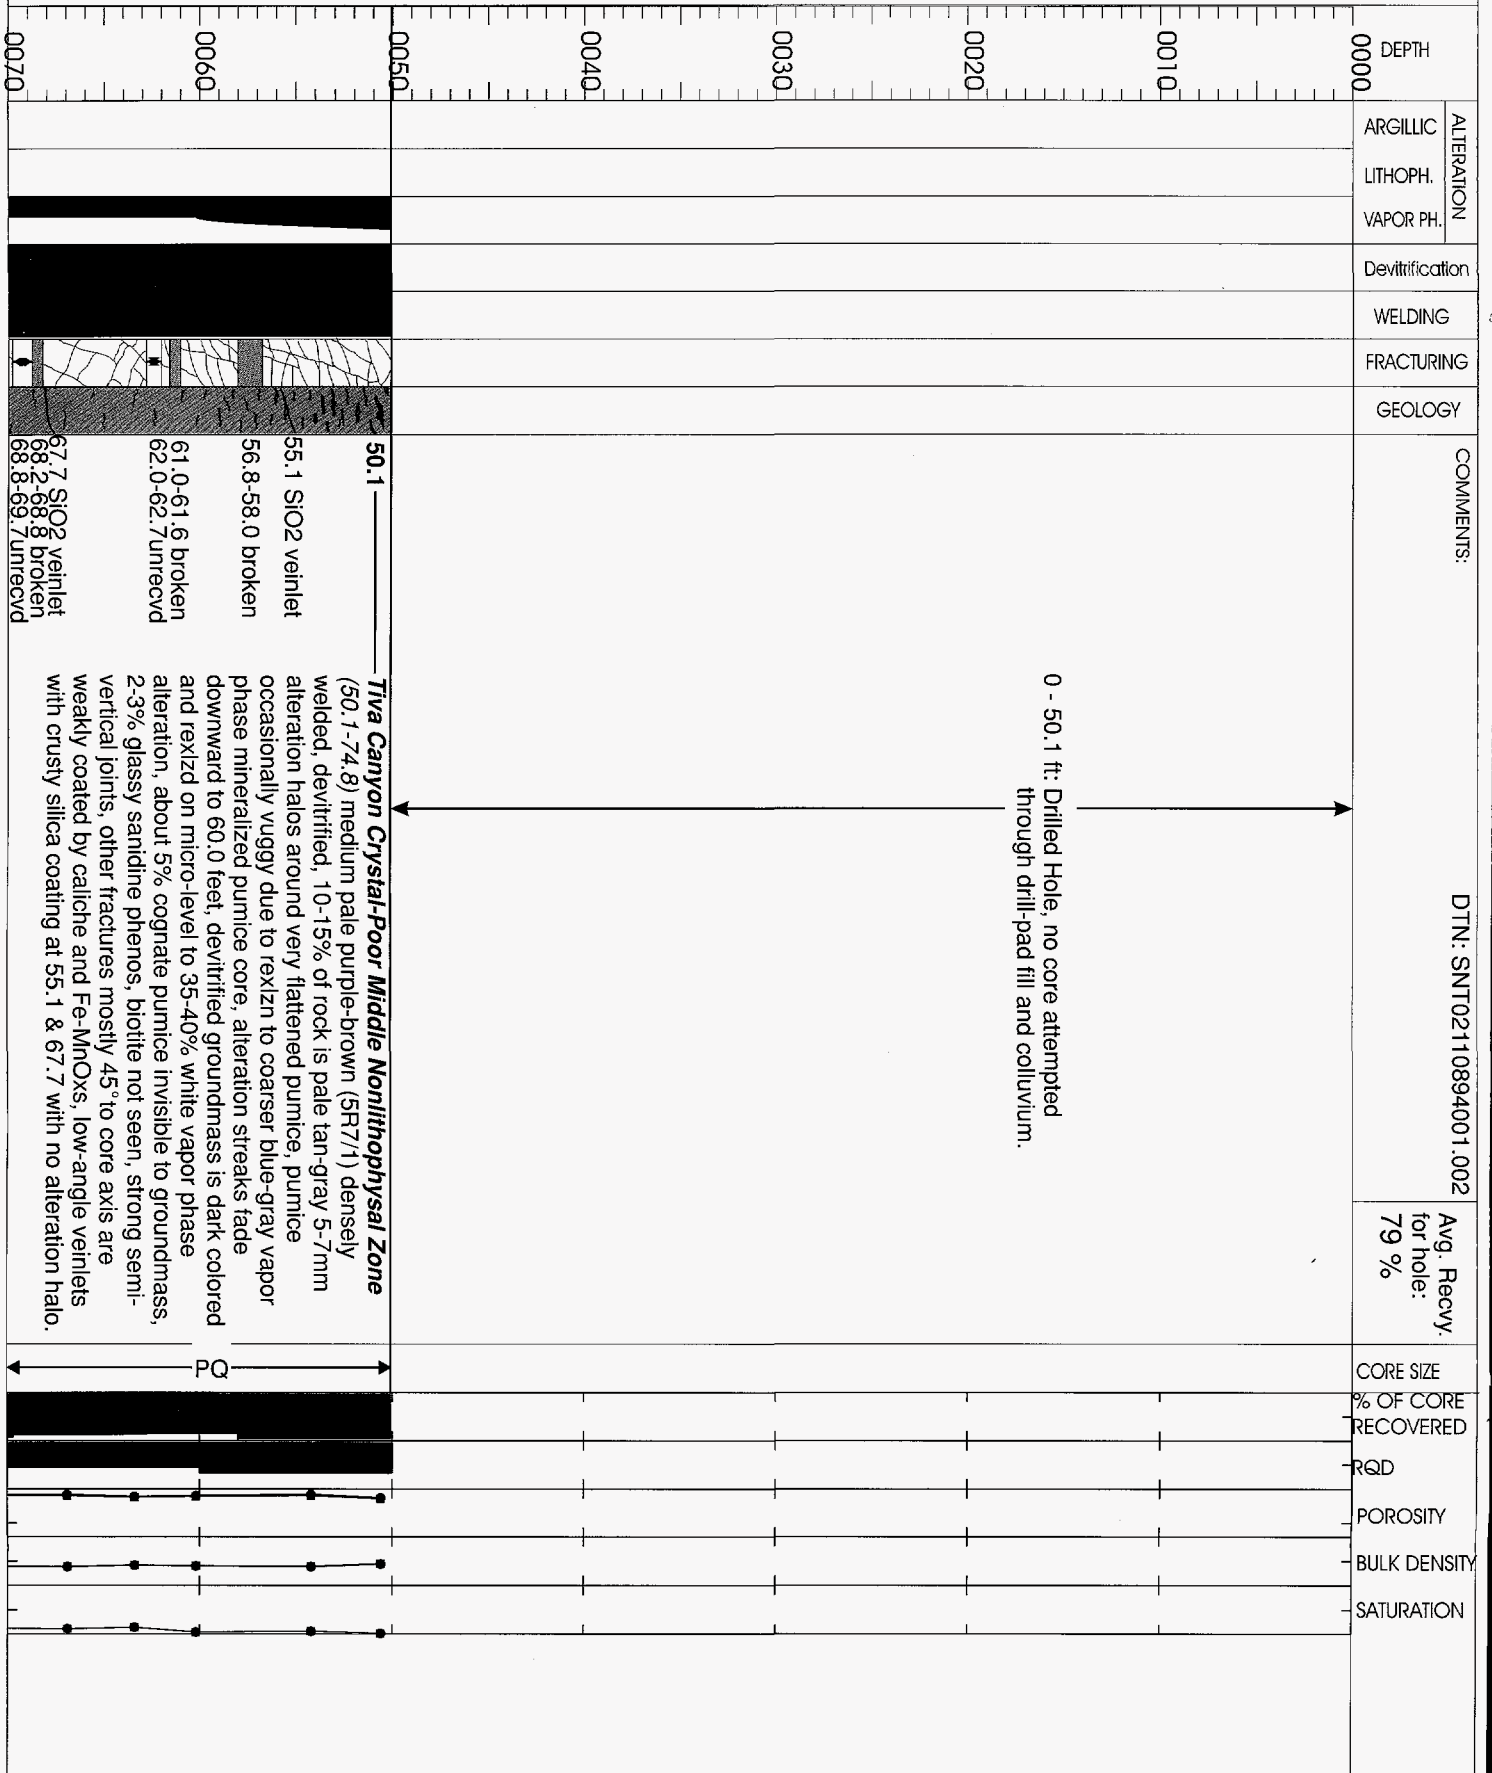 DEPTH
ALTERATION
ARGILLIC
LITHOPH.
VAPOR PH.
Devitrification
WELDING
FRACTURING
GEOLOGY
COMMENTS:
DTN: SNT02110894001.002
Avg. Recvy.
for hole:
79 %
CORE SIZE
% OF CORE
RECOVERED
RQD
POROSITY
BULK DENSITY
SATURATION
0000
0010
0020
0030
0040
0050
0060
0070
0 - 50.1 ft: Drilled Hole, no core attempted
through drill-pad fill and colluvium.
50.1
55.1 SiO2 veinlet
56.8-58.0 broken
61.0-61.6 broken
62.0-62.7unrecvd
67.7 SiO2 veinlet
68.2-68.8 broken
68.8-69.7unrecvd
Tiva Canyon Crystal-Poor Middle Nonlithophysal Zone
(50.1-74.8) medium pale purple-brown (5R7/1) densely
welded, devitrified, 10-15% of rock is pale tan-gray 5-7mm
alteration halos around very flattened pumice, pumice
occasionally vuggy due to rexlzn to coarser blue-gray vapor
phase mineralized pumice core, alteration streaks fade
downward to 60.0 feet, devitrified groundmass is dark colored
and rexlzd on micro-level to 35-40% white vapor phase
alteration, about 5% cognate pumice invisible to groundmass,
2-3% glassy sanidine phenos, biotite not seen, strong semi-
vertical joints, other fractures mostly 45° to core axis are
weakly coated by caliche and Fe-MnOxs, low-angle veinlets
with crusty silica coating at 55.1 & 67.7 with no alteration halo.
PQ